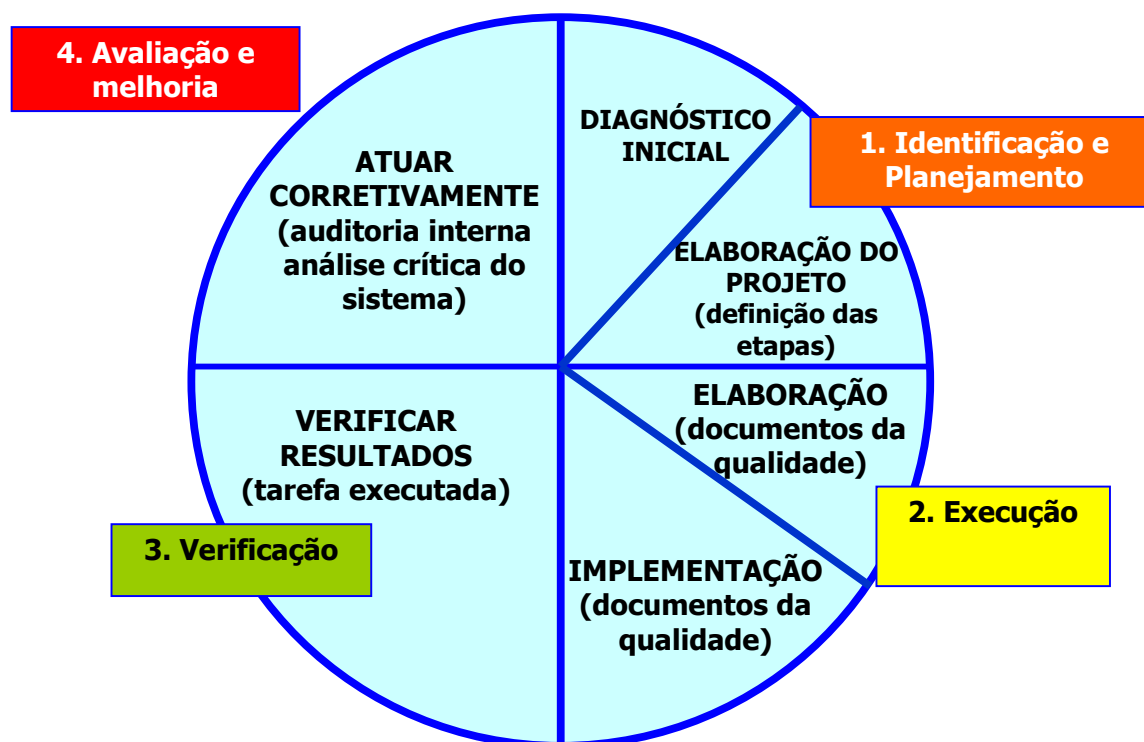 4. Avaliação e
melhoria
DIAGNÓSTICO
INICIAL
1. Identificação e
Planejamento
ATUAR
CORRETIVAMENTE
(auditoria interna
análise crítica do
sistema)
ELABORAÇÃO DO
PROJETO
(definição das
etapas)
ELABORAÇÃO
(documentos da
qualidade)
VERIFICAR
RESULTADOS
(tarefa executada)
2. Execução
3. Verificação
IMPLEMENTAÇÃO
(documentos da
qualidade)